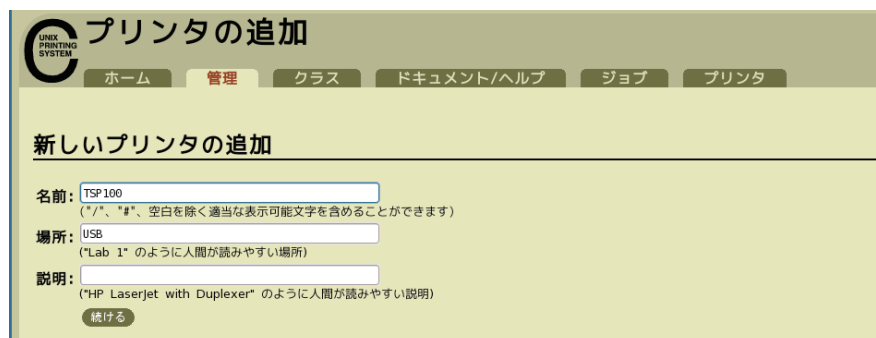 UNIX
PRINTING
SYSTEM
プリンタの追加
ホーム 管理 クラス ドキュメント/ヘルプ ジョブ プリンタ
新しいプリンタの追加
名前: TSP100
("/"、"#"、空白を除く適当な表示可能文字を含めることができます)
場所: USB
("Lab 1" のように人間が読みやすい場所)
説明:
("HP LaserJet with Duplexer" のように人間が読みやすい説明)
続ける